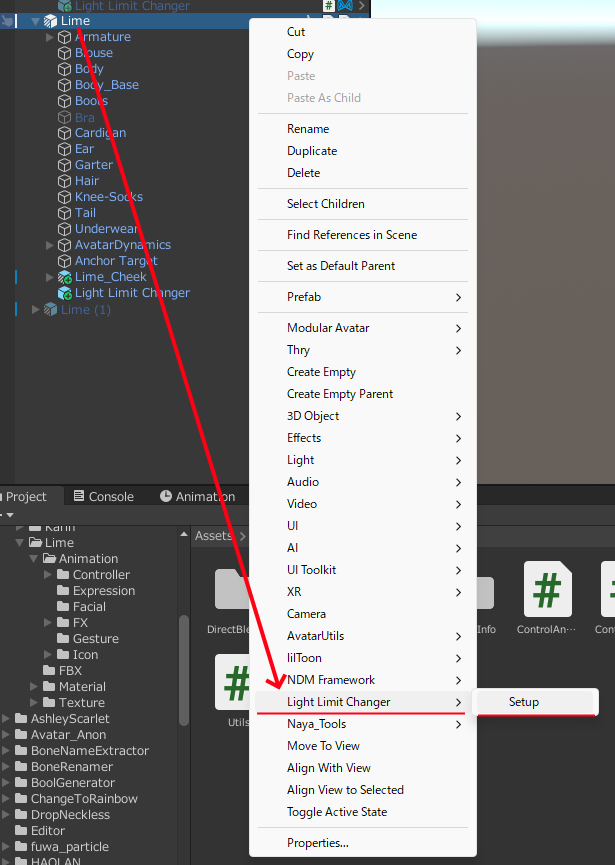 Light Limit Changer
Lime
Armature
Blouse
Body
Body_Base
Boots
Bra
Cardigan
Ear
Garter
Hair
Knee-Socks
Tail
Underwear
AvatarDynamics
Anchor Target
Lime_Cheek
Light Limit Changer
Lime (1)
Cut
Copy
Paste
Paste As Child
Rename
Duplicate
Delete
Select Children
Find References in Scene
Set as Default Parent
Prefab
Modular Avatar
Thry
Create Empty
Create Empty Parent
3D Object
Effects
Light
Audio
Video
UI
AI
UI Toolkit
XR
Camera
AvatarUtils
lilToon
NDM Framework
Light Limit Changer
Naya_Tools
Move To View
Align With View
Align View to Selected
Toggle Active State
Properties...
Setup
Project
Console
Animation
Lime
Animation
Controller
Expression
Facial
FX
Gesture
Icon
FBX
Material
Texture
AshleyScarlet
Avatar_Anon
BoneNameExtractor
BoneRenamer
BoolGenerator
ChangeToRainbow
DropNeckless
Editor
fuwa_particle
HAOLAN
Assets
DirectBle
Info
ControlAn...
Cont
Utils